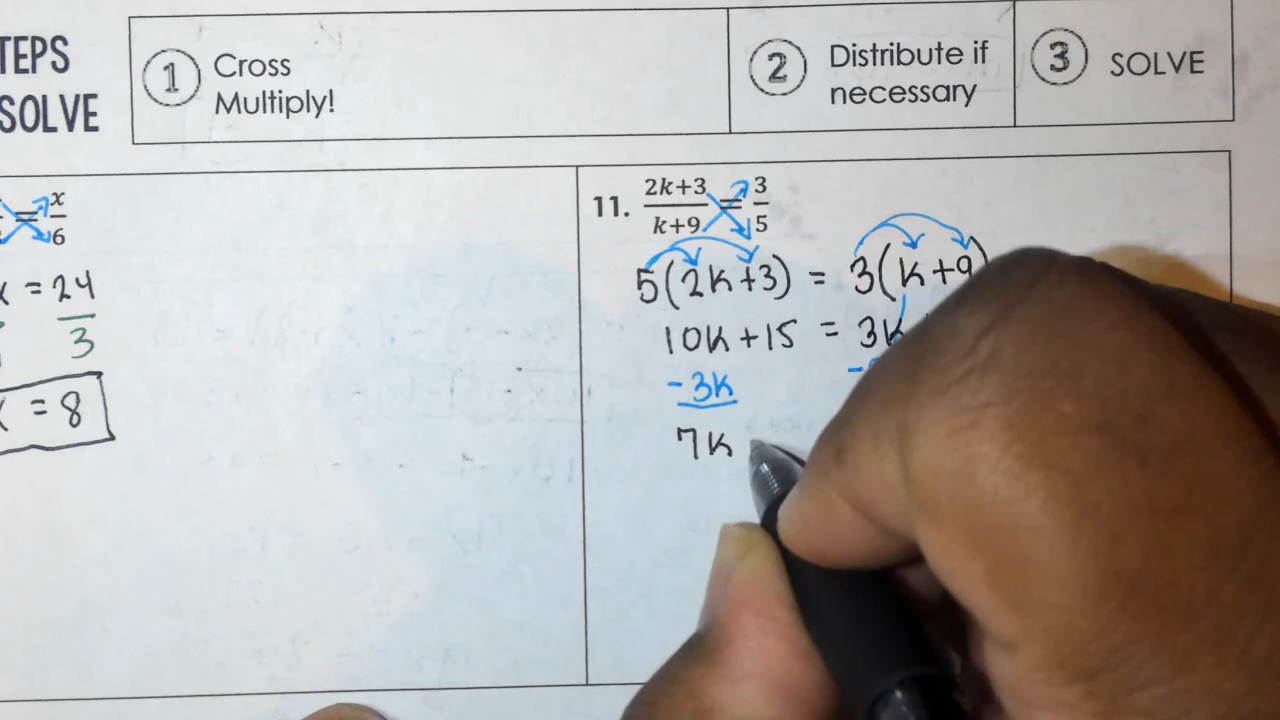 TEPS
SOLVE
1 Cross
Multiply!
2 Distribute if
necessary
3 SOLVE
= x/6
= 24
3
= 8
11. 2k+3/k+9 = 3/5
5(2k+3) = 3(k+9)
10k+15 = 3k
-3k
7k